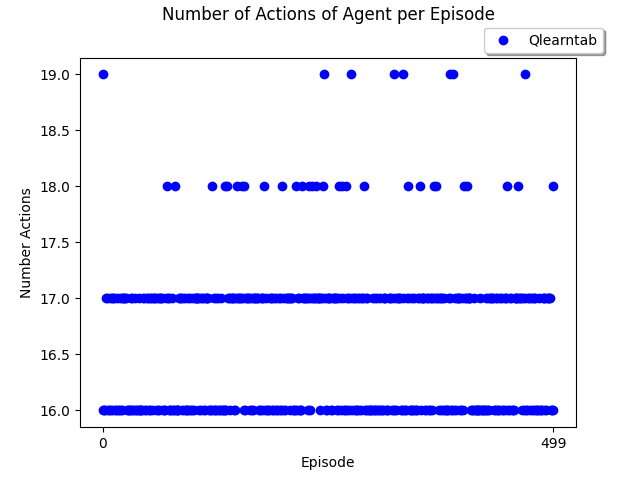 Number of Actions of Agent per Episode
Qlearntab
19.0
18.5
18.0
17.5
17.0
16.5
16.0
Number Actions
0
499
Episode